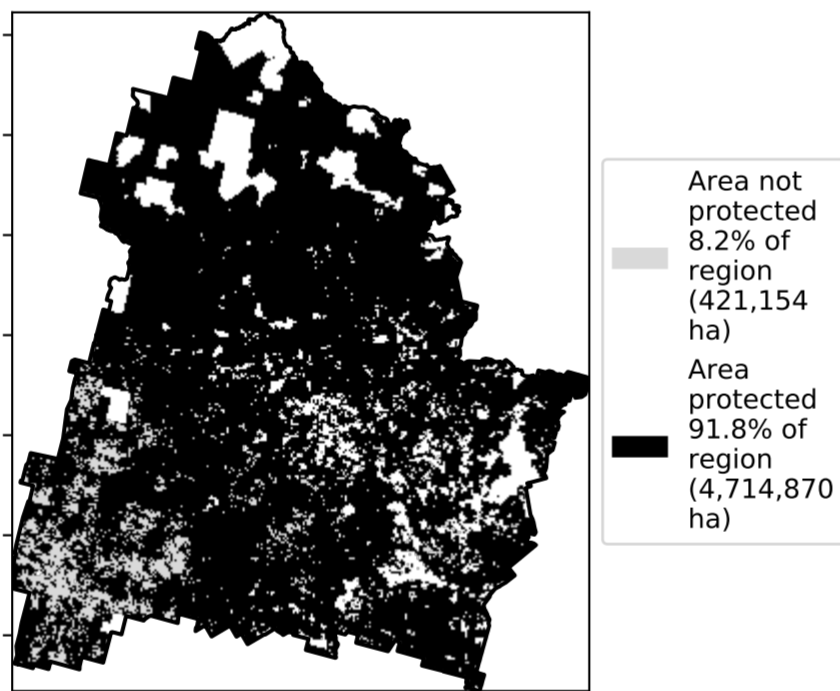 Area not
protected
8.2% of
region
(421,154
ha)
Area
protected
91.8% of
region
(4,714,870
ha)